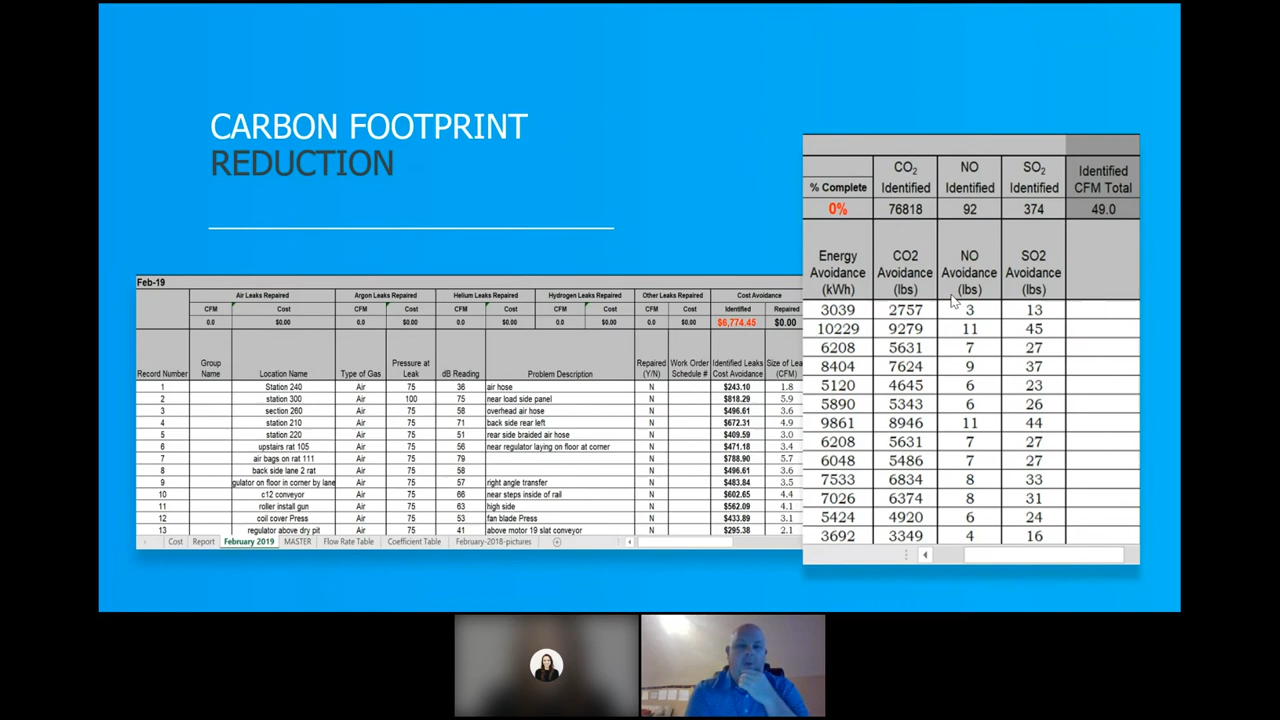 CARBON FOOTPRINT
REDUCTION
Feb-19
Air Leaks Repaired Argon Leaks Repaired Helium Leaks Repaired Hydrogen Leaks Repaired Other Leaks Repaired Cost Avoidance
CFM Cost CFM Cost CFM Cost CFM Cost CFM Cost Identified Repaired
0.0 $0.00 0.0 $0.00 0.0 $0.00 0.0 $0.00 0.0 $0.00 $6,774.45 $0.00
Record Number Group Name Location Name Type of Gas Pressure at Leak dB Reading Problem Description Repaired (Y/N) Work Order Schedule # Identified Leaks Cost Avoidance Size of Lea (CFM)
1 Station 240 Air 75 36 air hose N $243.10 1.8
2 station 300 Air 100 75 near load side panel N $818.29 5.9
3 section 260 Air 75 58 overhead air hose N $496.61 3.6
4 station 210 Air 75 71 back side rear left N $672.31 4.9
5 station 220 Air 75 51 rear side braided air hose N $409.59 3.0
6 upstairs rat 105 Air 75 56 near regulator laying on floor at corner N $471.18 3.4
7 air bags on rat 111 Air 75 79 N $788.90 5.7
8 back side lane 2 rat Air 75 58 N $496.61 3.6
9 gulator on floor in corner by lane Air 75 57 right angle transfer N $483.84 3.5
10 c12 conveyor Air 75 66 near steps inside of rail N $602.65 4.4
11 roller install gun Air 75 63 high side N $562.09 4.1
12 coil cover Press Air 75 53 fan blade Press N $433.89 3.1
13 regulator above dry pit Air 75 41 above motor 19 slat conveyor N $295.38 2.1
Cost Report February 2019 MASTER Flow Rate Table Coefficient Table February-2018-pictures
% Complete CO2 Identified NO Identified SO2 Identified Identified CFM Total
0% 76818 92 374 49.0
Energy Avoidance (kWh) CO2 Avoidance (lbs) NO Avoidance (lbs) SO2 Avoidance (lbs)
3039 2757 3 13
10229 9279 11 45
6208 5631 7 27
8404 7624 9 37
5120 4645 6 23
5890 5343 6 26
9861 8946 11 44
6208 5631 7 27
6048 5486 7 27
7533 6834 8 33
7026 6374 8 31
5424 4920 6 24
3692 3349 4 16